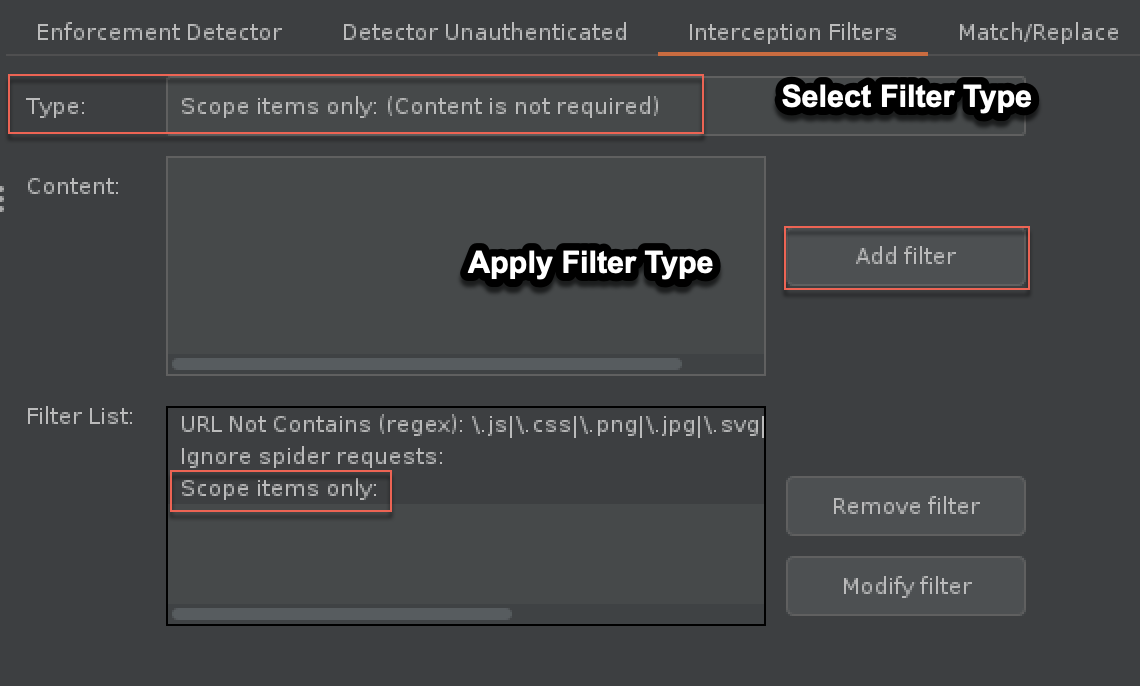 Enforcement Detector Detector Unauthenticated Interception Filters Match/Replace
Type: Scope items only: (Content is not required) Select Filter Type
Content:
Apply Filter Type Add filter
Filter List: URL Not Contains (regex): \.js|\.css|\.png|\.jpg|\.svg|
Ignore spider requests:
Scope items only:
Remove filter
Modify filter